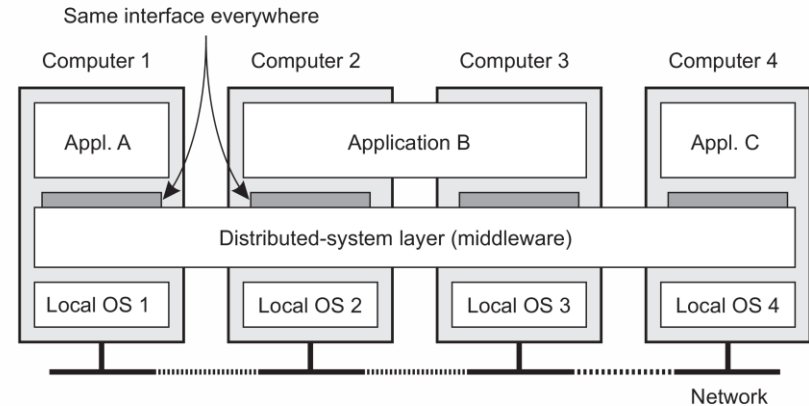 Same interface everywhere
Computer 1 Computer 2 Computer 3 Computer 4
Appl. A Application B Appl. C
Distributed-system layer (middleware)
Local OS 1 Local OS 2 Local OS 3 Local OS 4
Network